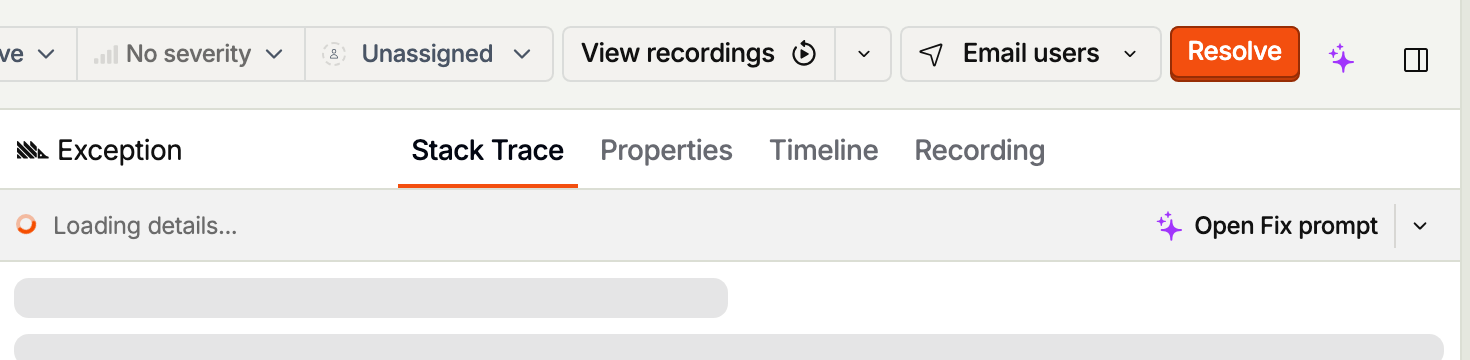 ve No severity Unassigned View recordings Email users Resolve
Exception Stack Trace Properties Timeline Recording
Loading details... Open Fix prompt